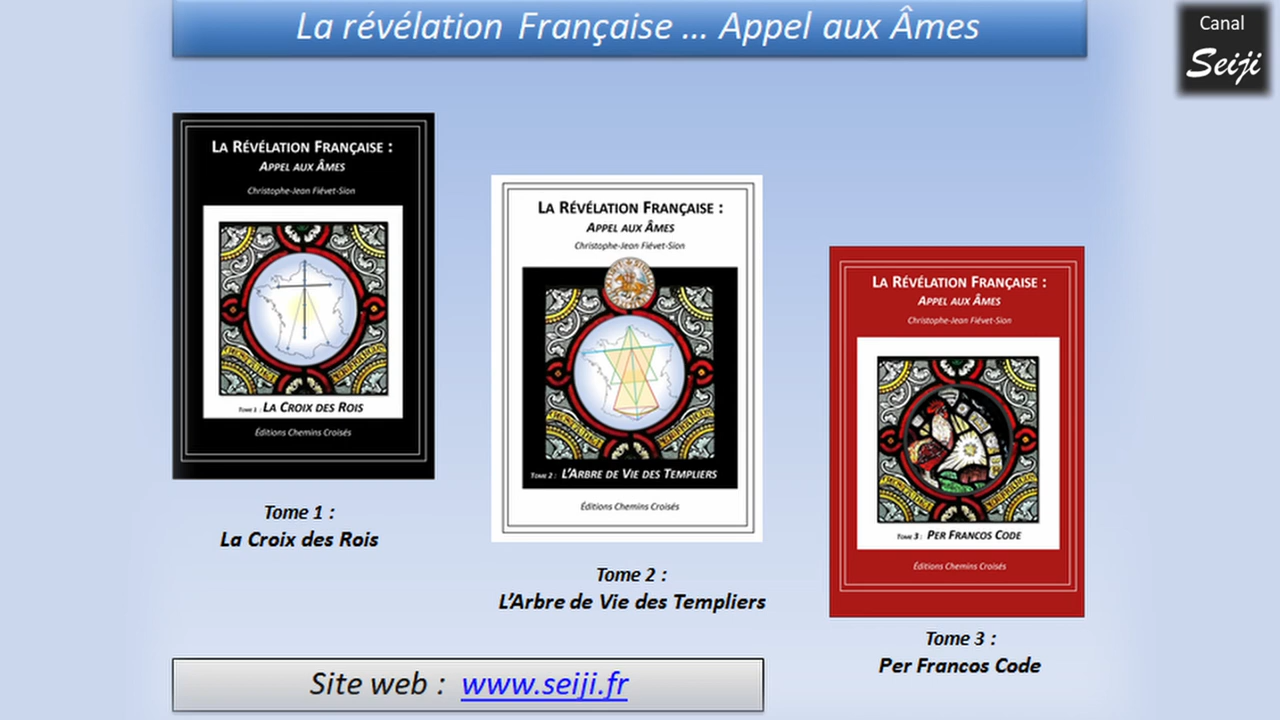 La révélation Française ... Appel aux Âmes
Canal
Seiji
LA RÉVÉLATION FRANÇAISE :
APPEL AUX ÂMES
Christophe-Jean Fiévet-Sion
TOME 1 : LA CROIX DES ROIS
Éditions Chemins Croisés
Tome 1 :
La Croix des Rois
LA RÉVÉLATION FRANÇAISE :
APPEL AUX ÂMES
Christophe-Jean Fiévet-Sion
TOME 2 : L'ARBRE DE VIE DES TEMPLIERS
Éditions Chemins Croisés
Tome 2 :
L'Arbre de Vie des Templiers
LA RÉVÉLATION FRANÇAISE :
APPEL AUX ÂMES
Christophe-Jean Fiévet-Sion
TOME 3 : PER FRANCOS CODE
Éditions Chemins Croisés
Tome 3 :
Per Francos Code
Site web : www.seiji.fr